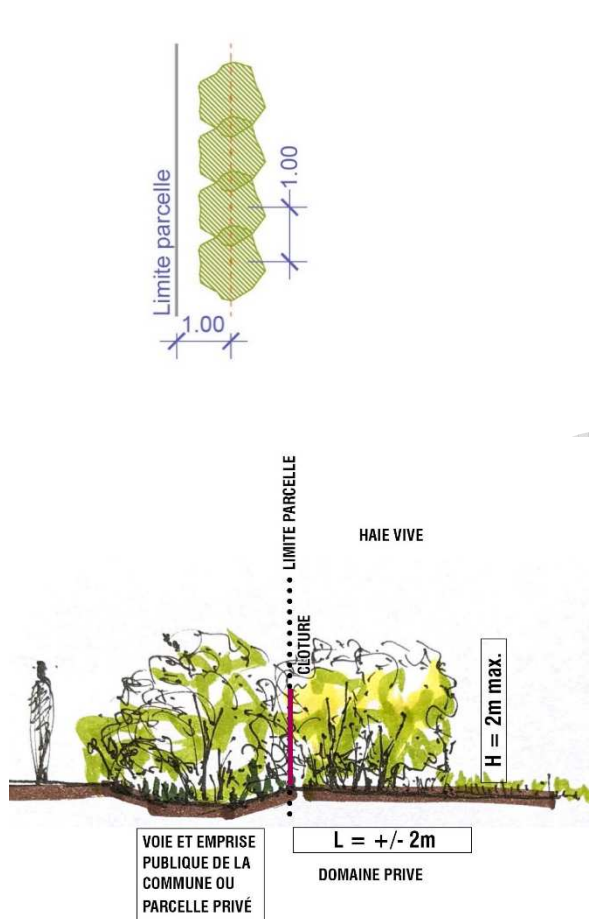 Limite parcelle
1.00
1.00
LIMITE PARCELLE
HAIE VIVE
CLOTURE
H = 2m max.
L = +/- 2m
VOIE ET EMPRISE
PUBLIQUE DE LA
COMMUNE OU
PARCELLE PRIVÉ
DOMAINE PRIVE